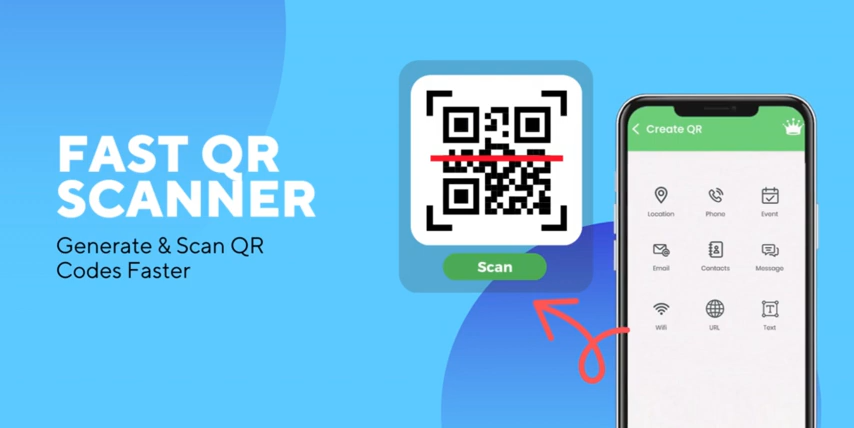 FAST QR
SCANNER
Generate & Scan QR
Codes Faster
Scan
Create QR
Location
Phone
Event
Email
Contacts
Message
Wifi
URL
Text